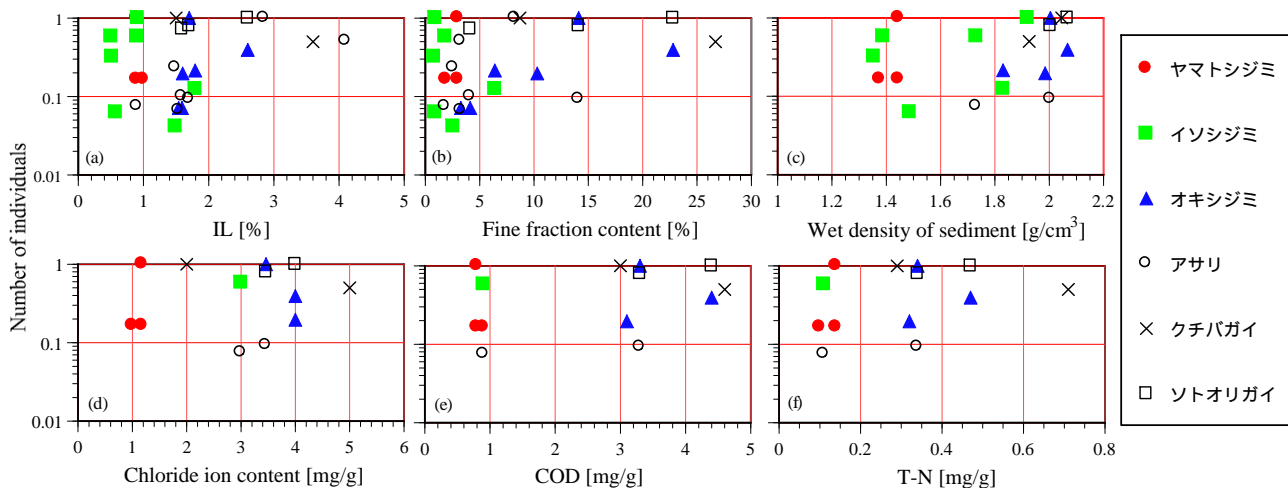 Number of individuals
1
0.1
0.01
(a)
0 1 2 3 4 5
IL [%]
(b)
0 5 10 15 20 25 30
Fine fraction content [%]
(c)
1 1.2 1.4 1.6 1.8 2 2.2
Wet density of sediment [g/cm3]
1
0.1
0.01
(d)
0 1 2 3 4 5 6
Chloride ion content [mg/g]
(e)
0 1 2 3 4 5
COD [mg/g]
(f)
0 0.2 0.4 0.6 0.8
T-N [mg/g]
ヤマトシジミ
イソシジミ
オキシジミ
アサリ
クチバガイ
ソトオリガイ